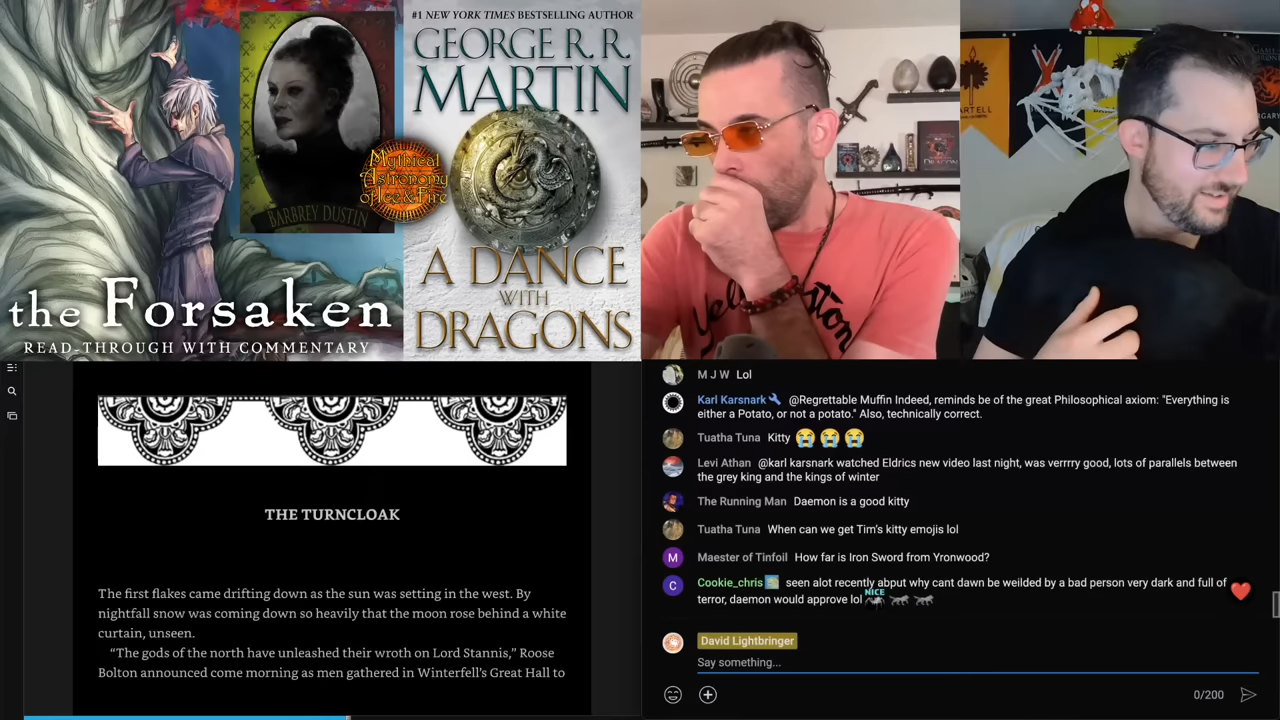 #1 NEW YORK TIMES BESTSELLING AUTHOR
GEORGE R. R.
MARTIN
BARBREY DUSTIN
Mythical
Astronomy
of Ice & Fire
A DANCE
WITH
DRAGONS
the Forsaken
READ-THROUGH WITH COMMENTARY
DRAGON
THE TURNCLOAK
The first flakes came drifting down as the sun was setting in the west. By
nightfall snow was coming down so heavily that the moon rose behind a white
curtain, unseen.
“The gods of the north have unleashed their wroth on Lord Stannis,” Roose
Bolton announced come morning as men gathered in Winterfell’s Great Hall to
M J W Lol
Karl Karsnark @Regrettable Muffin Indeed, reminds be of the great Philosophical axiom: "Everything is
either a Potato, or not a potato." Also, technically correct.
Tuatha Tuna Kitty 😭😭😭
Levi Athan @karl karsnark watched Eldrics new video last night, was verrrry good, lots of parallels between
the grey king and the kings of winter
The Running Man Daemon is a good kitty
Tuatha Tuna When can we get Tim's kitty emojis lol
M
Maester of Tinfoil How far is Iron Sword from Yronwood?
C
Cookie_chris seen alot recently abput why cant dawn be weilded by a bad person very dark and full of
terror, daemon would approve lol NICE
David Lightbringer
Say something...
0/200